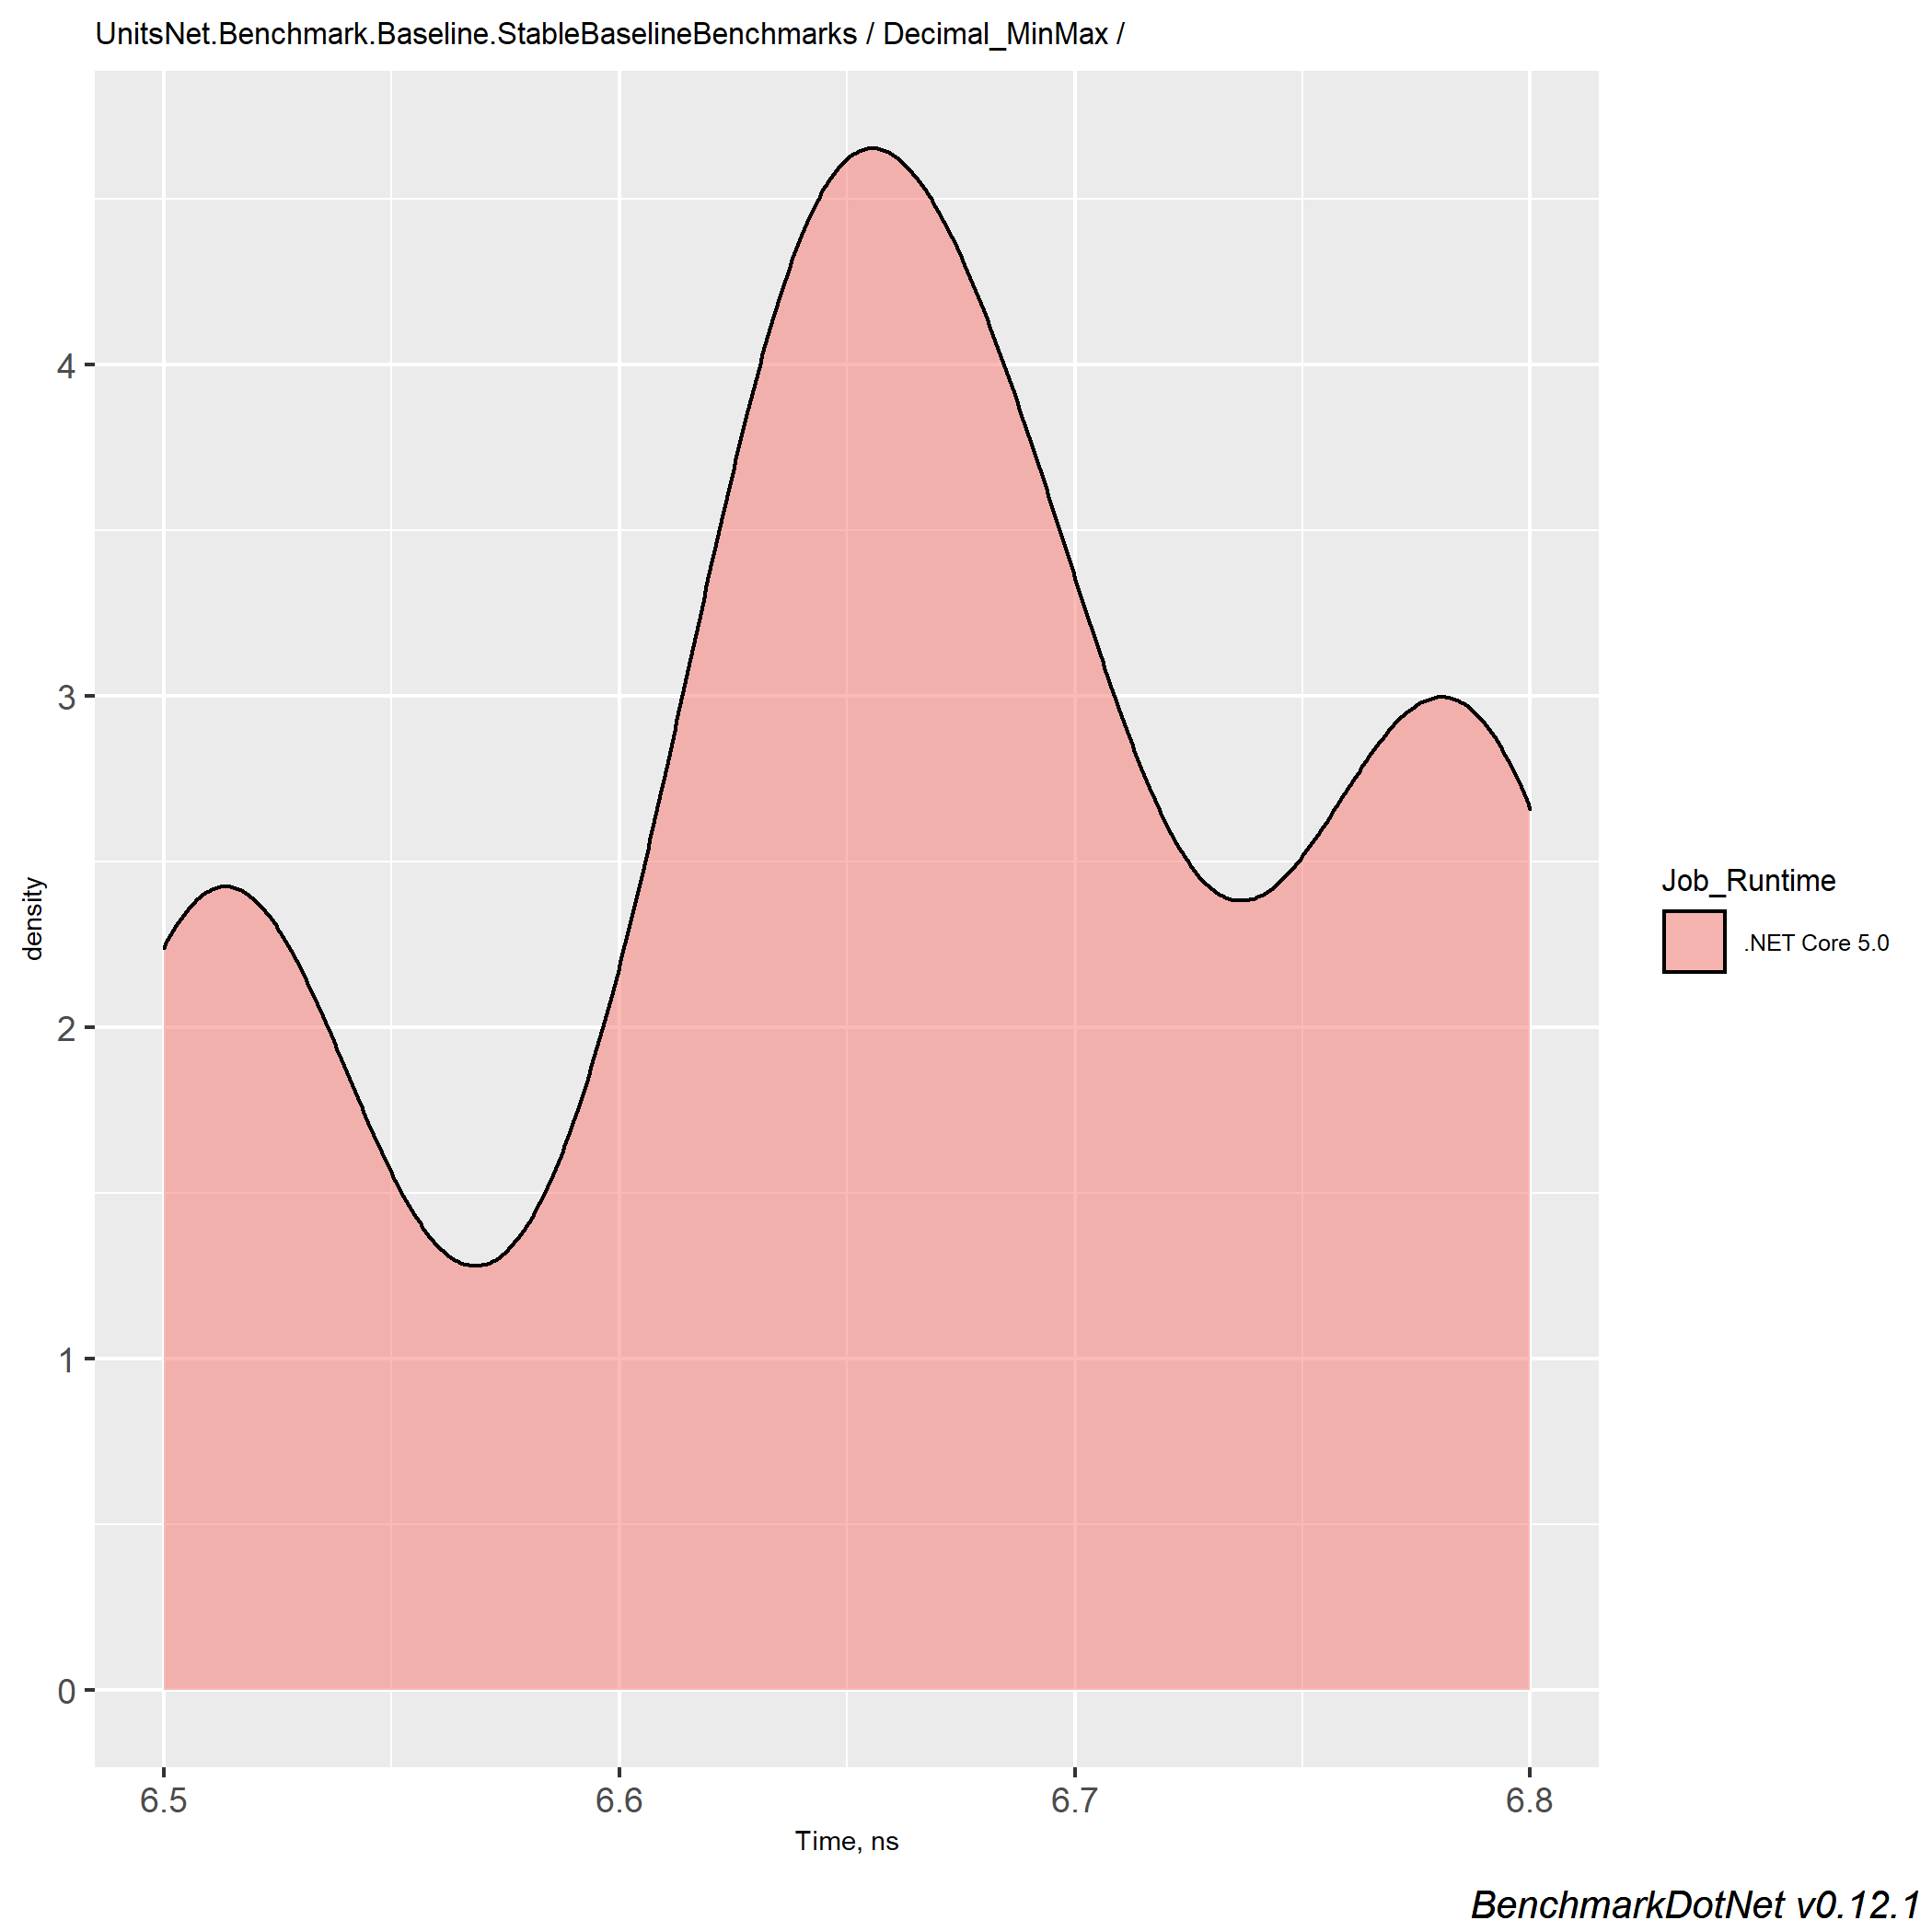 UnitsNet.Benchmark.Baseline.StableBaselineBenchmarks / Decimal_MinMax /
4
3
2
1
0
density
6.5 6.6 6.7 6.8
Time, ns
Job_Runtime
.NET Core 5.0
BenchmarkDotNet v0.12.1